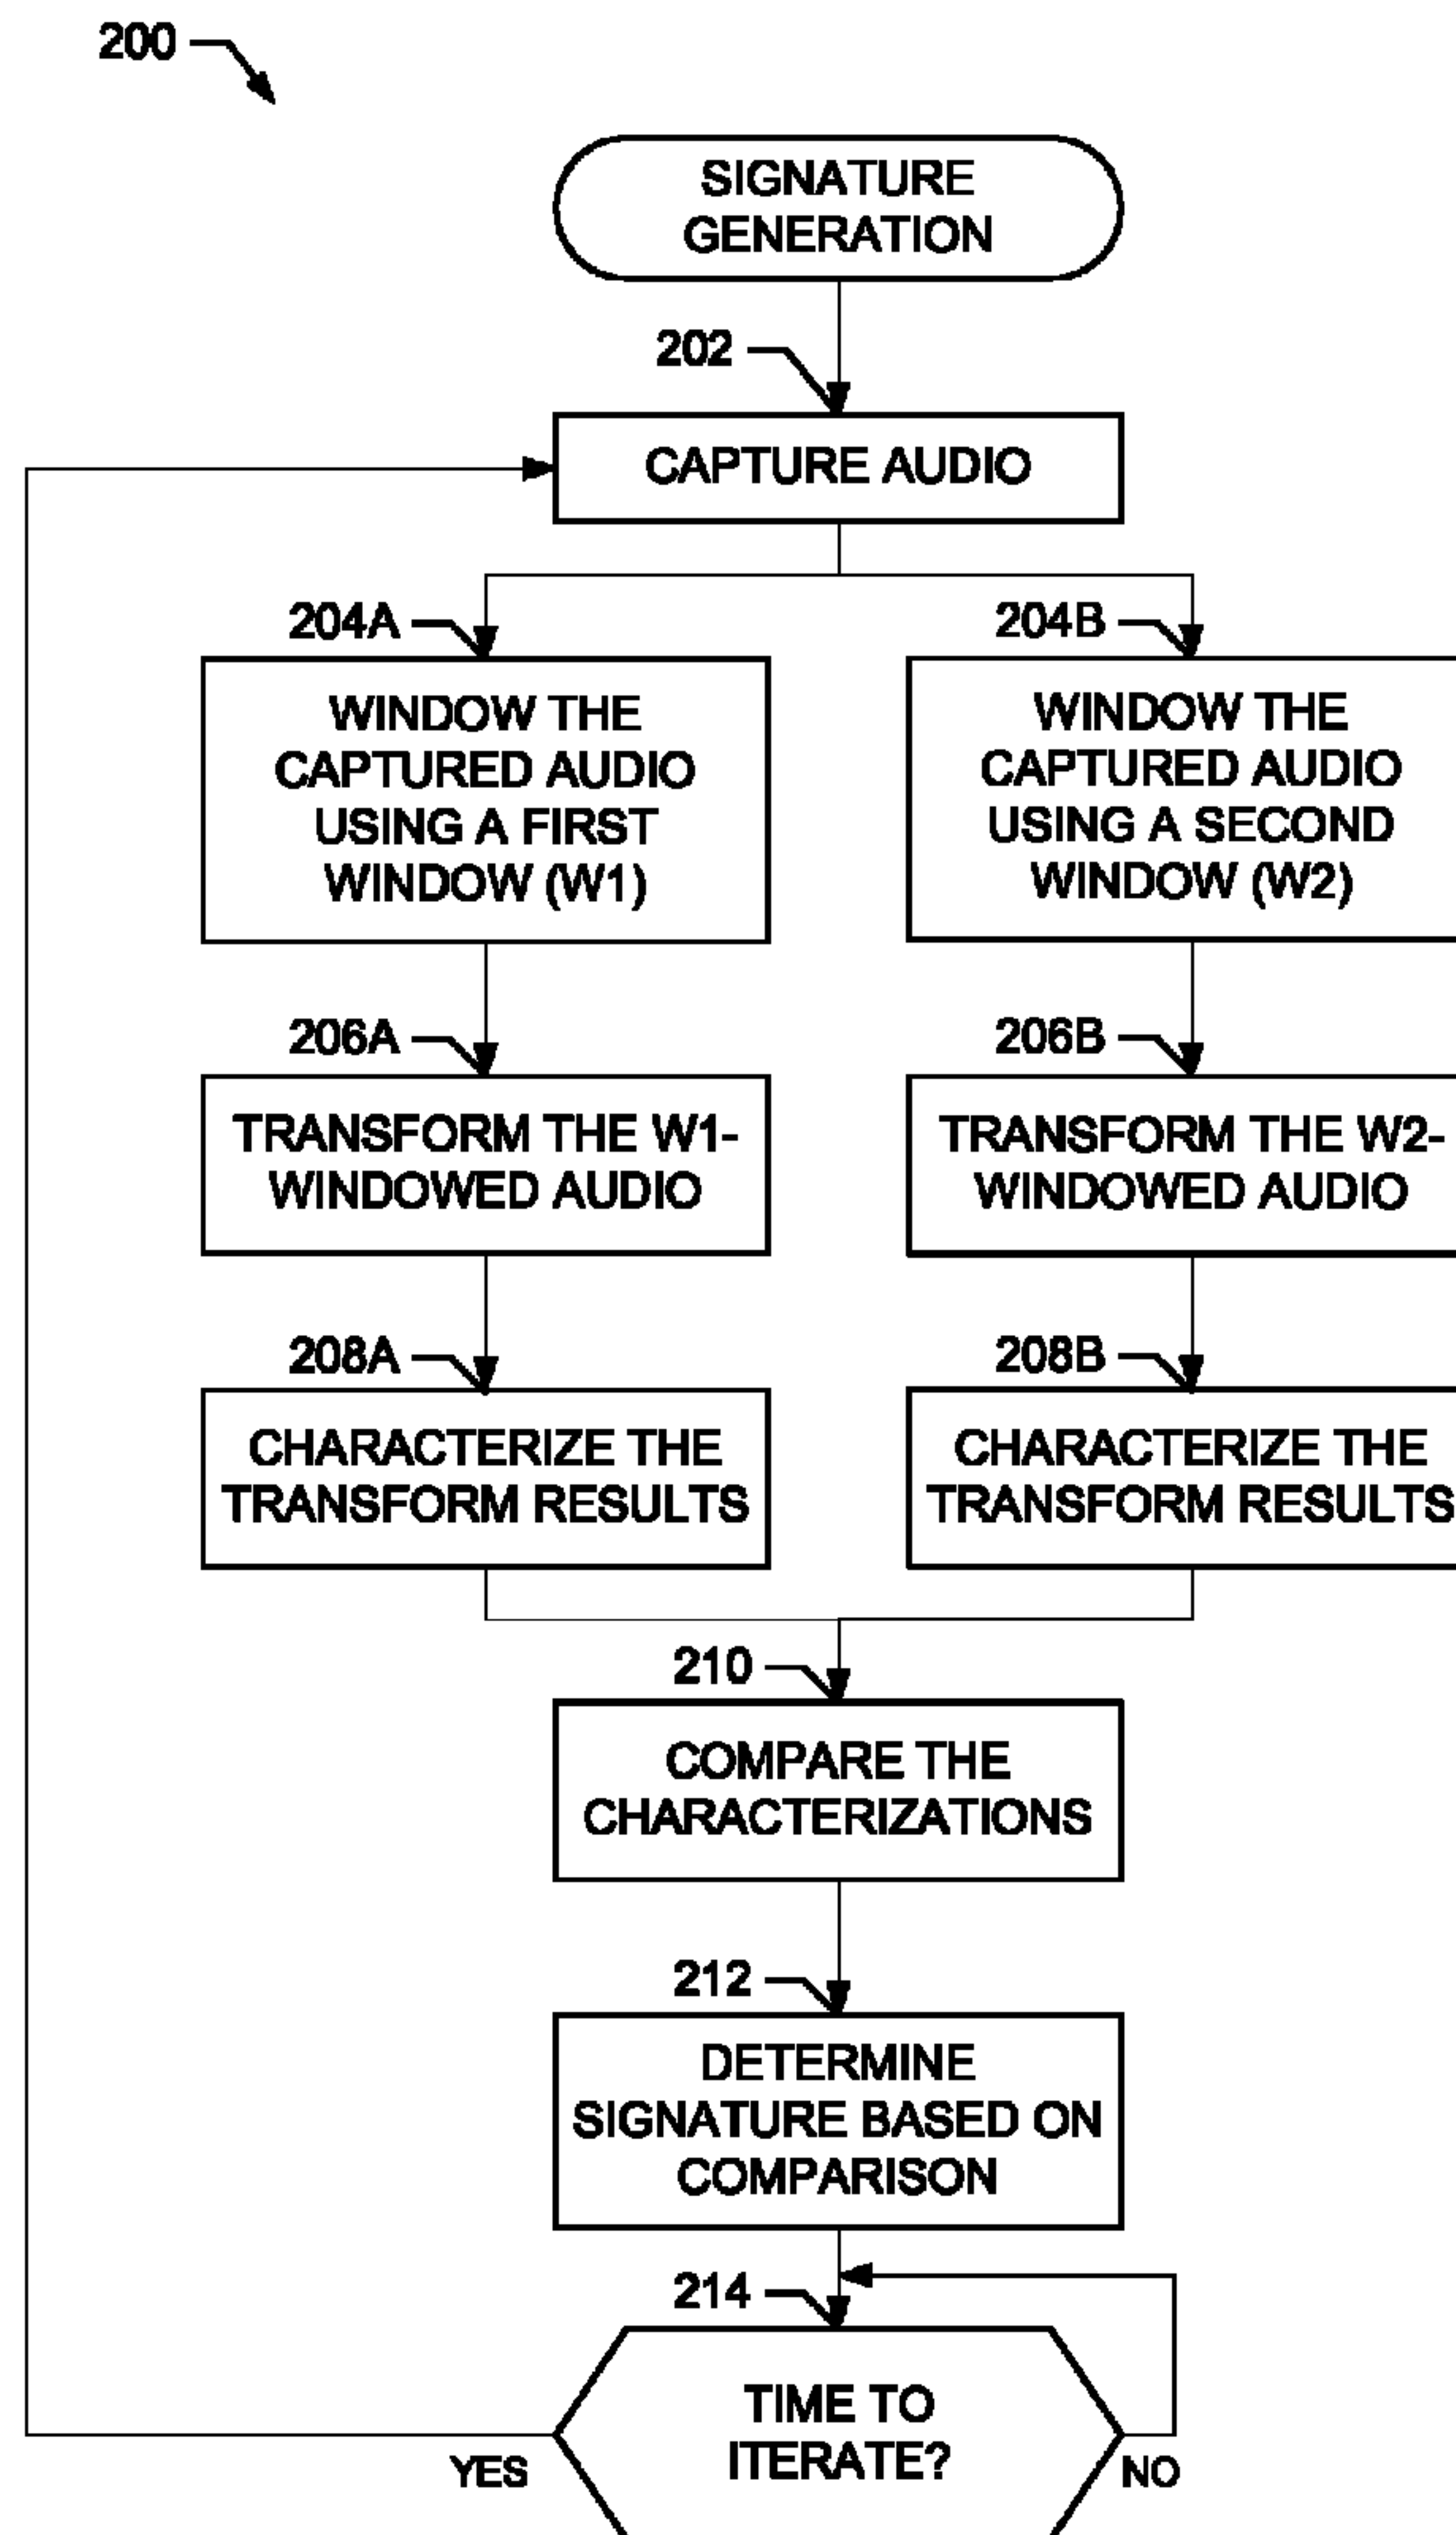 200
SIGNATURE
GENERATION
202
CAPTURE AUDIO
204A
WINDOW THE
CAPTURED AUDIO
USING A FIRST
WINDOW (W1)
204B
WINDOW THE
CAPTURED AUDIO
USING A SECOND
WINDOW (W2)
206A
TRANSFORM THE W1-
WINDOWED AUDIO
206B
TRANSFORM THE W2-
WINDOWED AUDIO
208A
CHARACTERIZE THE
TRANSFORM RESULTS
208B
CHARACTERIZE THE
TRANSFORM RESULTS
210
COMPARE THE
CHARACTERIZATIONS
212
DETERMINE
SIGNATURE BASED ON
COMPARISON
214
TIME TO
ITERATE?
YES
NO